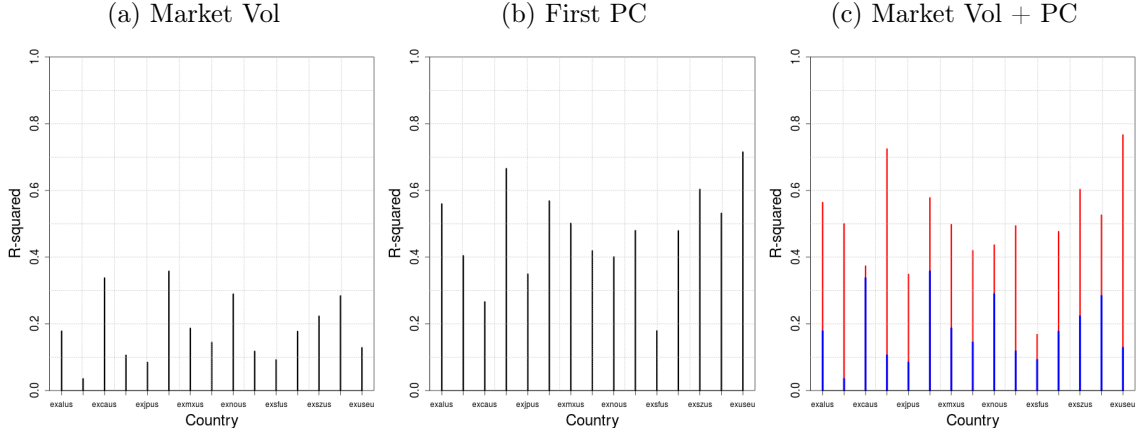 (a) Market Vol
R-squared
0.0 0.2 0.4 0.6 0.8 1.0
exalus excaus exjpus exmxus exnous exsfus exszus exuseu
Country
(b) First PC
R-squared
0.0 0.2 0.4 0.6 0.8 1.0
exalus excaus exjpus exmxus exnous exsfus exszus exuseu
Country
(c) Market Vol + PC
R-squared
0.0 0.2 0.4 0.6 0.8 1.0
exalus excaus exjpus exmxus exnous exsfus exszus exuseu
Country